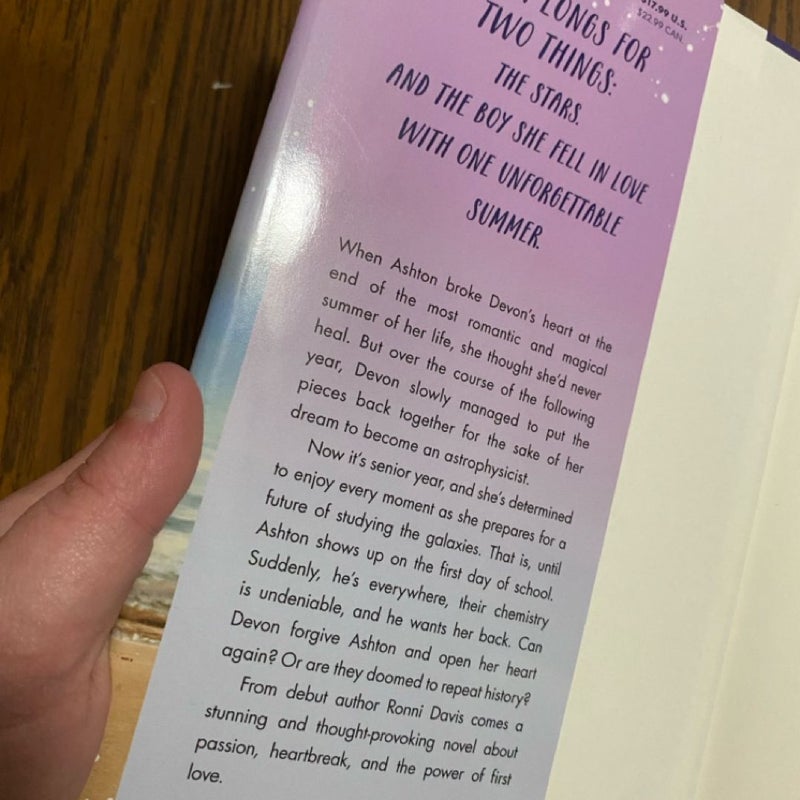 $17.99 U.S.
$22.99 CAN.
LONGS FOR
TWO THINGS:
THE STARS.
AND THE BOY SHE FELL IN LOVE
WITH ONE UNFORGETTABLE
SUMMER.
When Ashton broke Devon's heart at the
end of the most romantic and magical
summer of her life, she thought she'd never
heal. But over the course of the following
year, Devon slowly managed to put the
pieces back together for the sake of her
dream to become an astrophysicist.
Now it's senior year, and she's determined
to enjoy every moment as she prepares for a
future of studying the galaxies. That is, until
Ashton shows up on the first day of school.
Suddenly, he's everywhere, their chemistry
is undeniable, and he wants her back. Can
Devon forgive Ashton and open her heart
again? Or are they doomed to repeat history?
From debut author Ronni Davis comes a
stunning and thought-provoking novel about
passion, heartbreak, and the power of first
love.